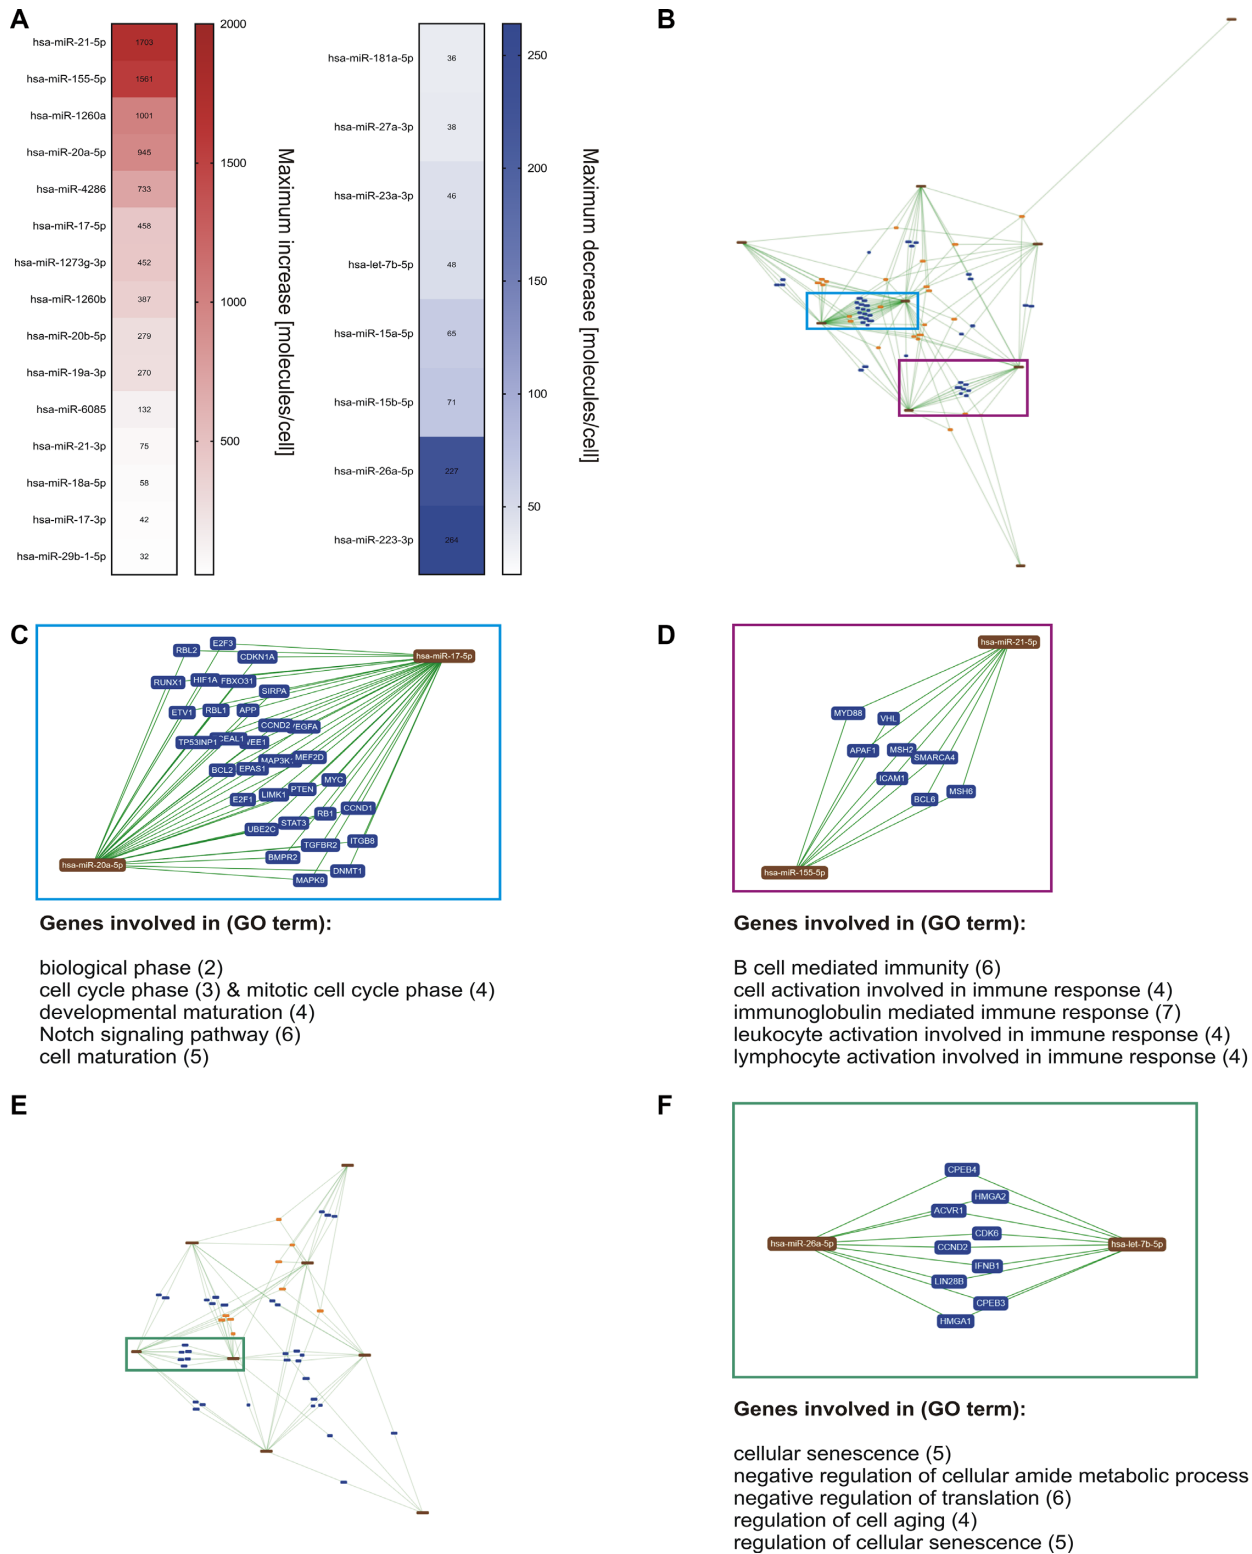 A
hsa-miR-21-5p 1703
hsa-miR-155-5p 1561
hsa-miR-1260a 1001
hsa-miR-20a-5p 945
hsa-miR-4286 733
hsa-miR-17-5p 458
hsa-miR-1273g-3p 452
hsa-miR-1260b 387
hsa-miR-20b-5p 279
hsa-miR-19a-3p 270
hsa-miR-6085 132
hsa-miR-21-3p 75
hsa-miR-18a-5p 58
hsa-miR-17-3p 42
hsa-miR-29b-1-5p 32
2000
1500
1000
500
Maximum increase [molecules/cell]
hsa-miR-181a-5p 36
hsa-miR-27a-3p 38
hsa-miR-23a-3p 46
hsa-let-7b-5p 48
hsa-miR-15a-5p 65
hsa-miR-15b-5p 71
hsa-miR-26a-5p 227
hsa-miR-223-3p 264
250
200
150
100
50
Maximum decrease [molecules/cell]
B
C
E2F3
RBL2
CDKN1A
hsa-miR-17-5p
RUNX1
HIF1A
FBXO31
SIRPA
ETV1
RBL1
APP
CCND2
TP53INP1
MEF2D
BCL2
EPAS1
MYC
E2F1
LIMK1
PTEN
RB1
CCND1
UBE2C
STAT3
TGFBR2
ITGB8
BMPR2
hsa-miR-20a-5p
DNMT1
MAPK9
Genes involved in (GO term):
biological phase (2)
cell cycle phase (3) & mitotic cell cycle phase (4)
developmental maturation (4)
Notch signaling pathway (6)
cell maturation (5)
D
hsa-miR-21-5p
MYD88
VHL
APAF1
MSH2
SMARCA4
ICAM1
MSH6
BCL6
hsa-miR-155-5p
Genes involved in (GO term):
B cell mediated immunity (6)
cell activation involved in immune response (4)
immunoglobulin mediated immune response (7)
leukocyte activation involved in immune response (4)
lymphocyte activation involved in immune response (4)
E
F
CPEB4
HMGA2
ACVR1
CDK6
hsa-miR-26a-5p
CCND2
hsa-let-7b-5p
IFNB1
LIN28B
CPEB3
HMGA1
Genes involved in (GO term):
cellular senescence (5)
negative regulation of cellular amide metabolic process
negative regulation of translation (6)
regulation of cell aging (4)
regulation of cellular senescence (5)